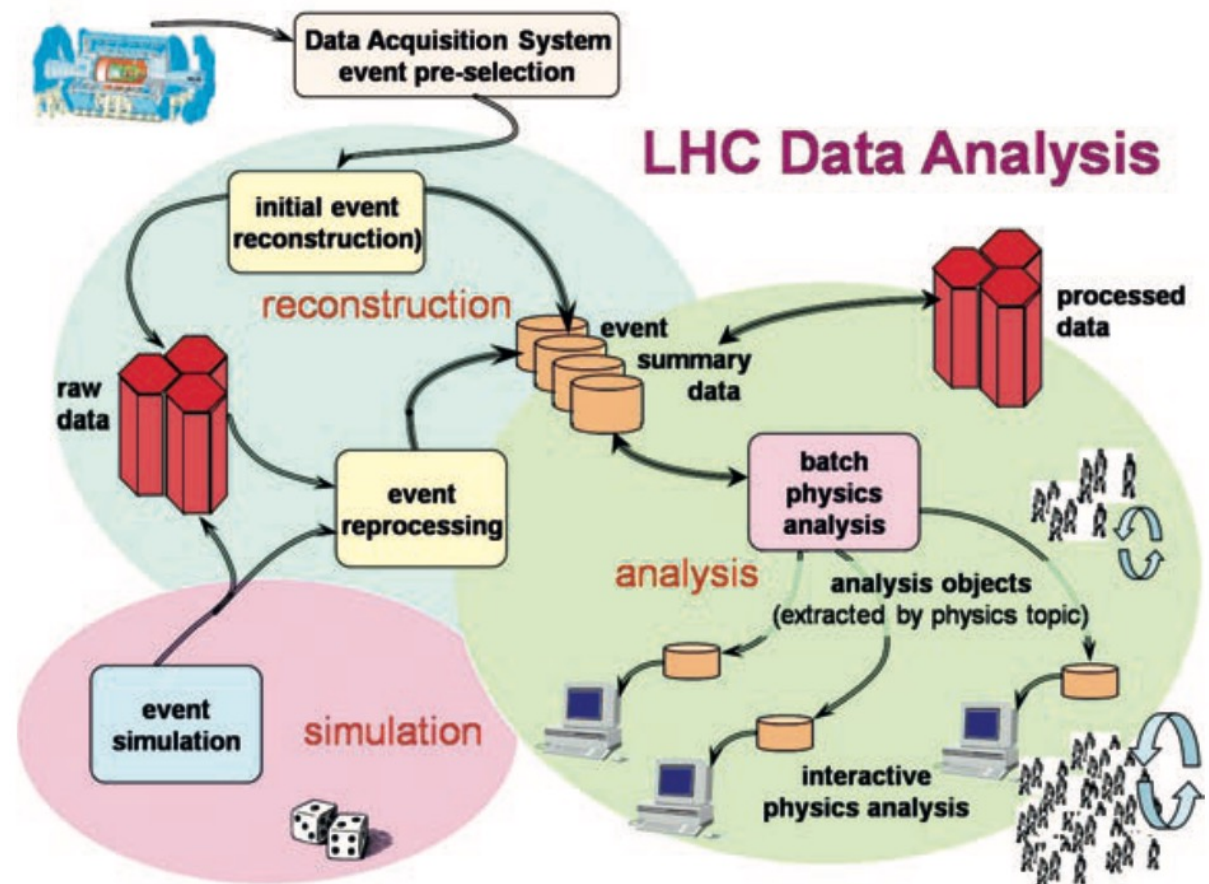 Data Acquisition System
event pre-selection
LHC Data Analysis
initial event
reconstruction)
reconstruction
processed
data
event
summary
data
raw
data
batch
physics
analysis
event
reprocessing
analysis
analysis objects
(extracted by physics topic)
event
simulation
simulation
interactive
physics analysis